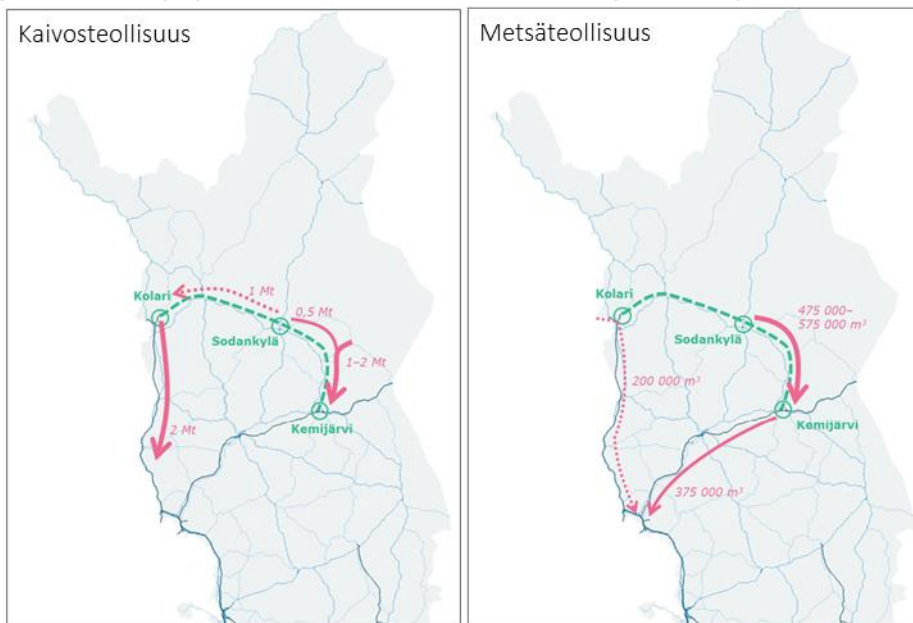 Kaivosteollisuus
Kolari
1 Mt
0,5 Mt
Sodankylä
1–2 Mt
Kemijärvi
2 Mt
Metsäteollisuus
Kolari
475 000–
575 000 m³
Sodankylä
200 000 m³
Kemijärvi
375 000 m³